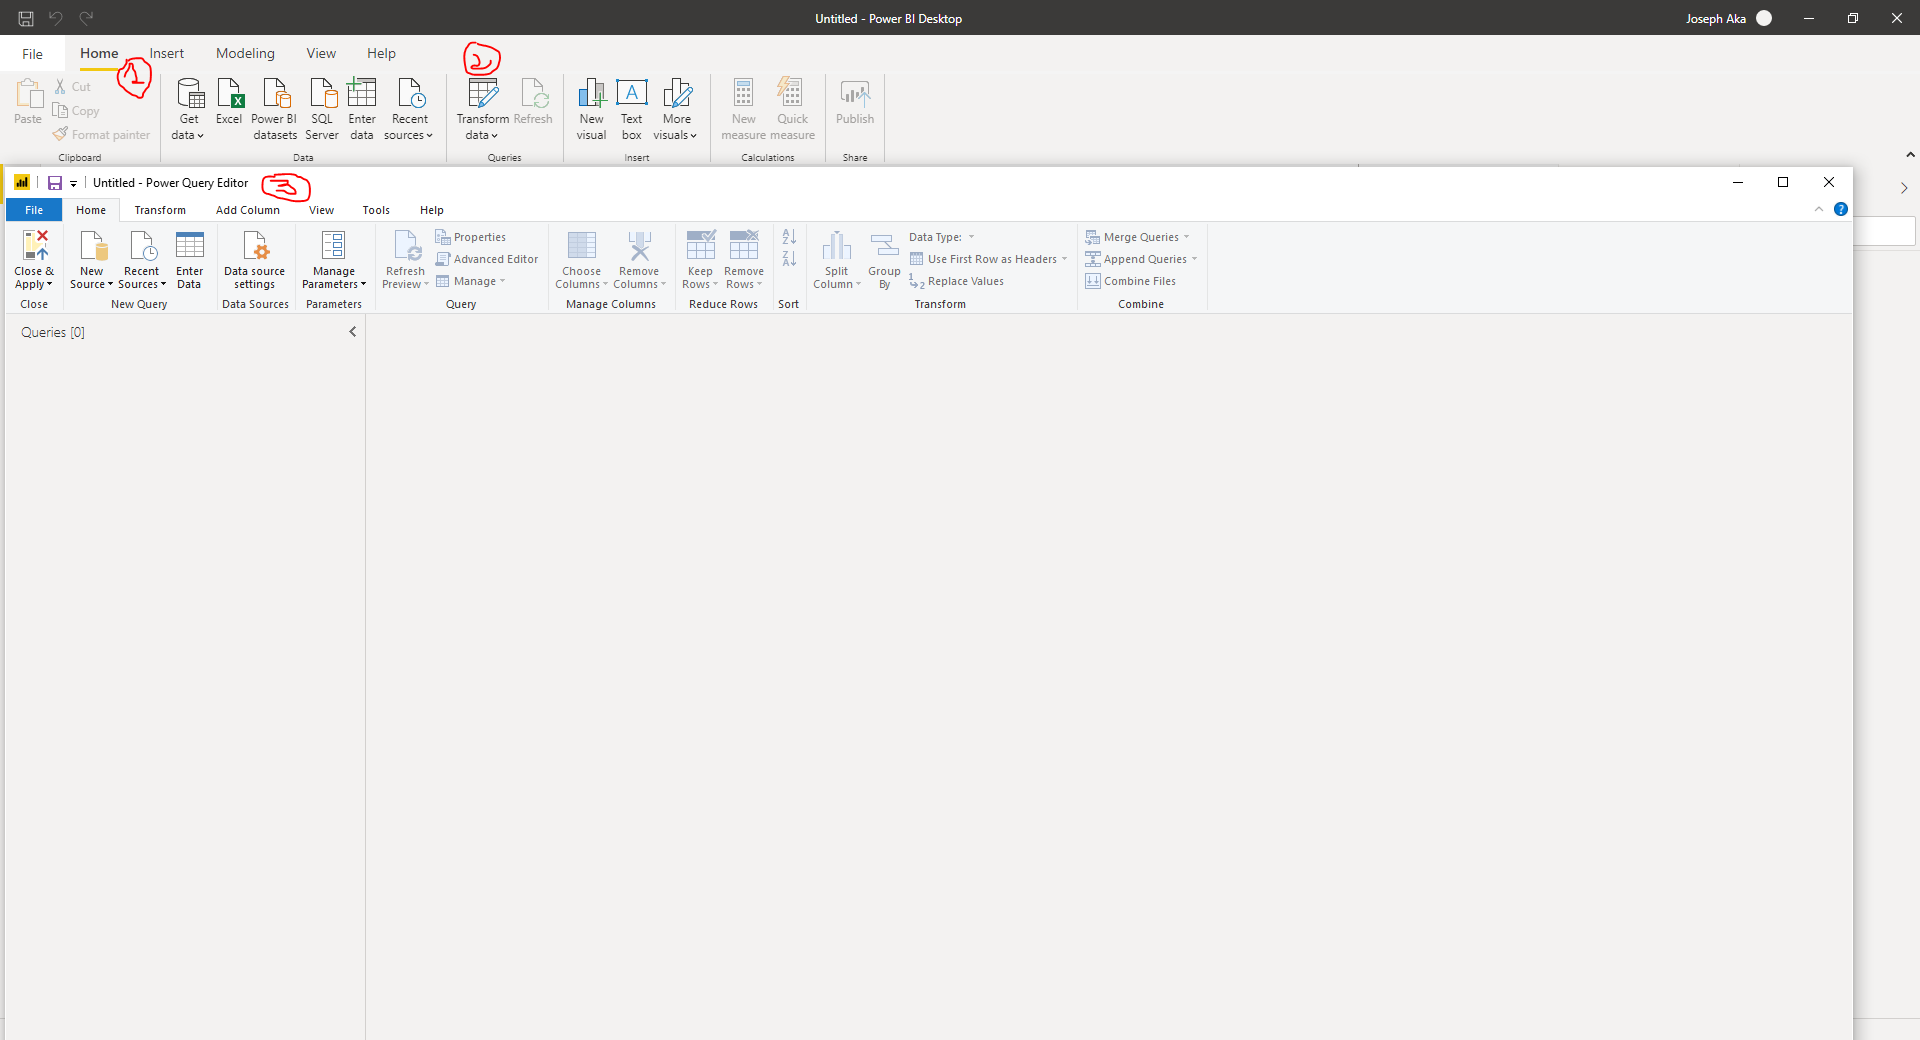 Untitled - Power BI Desktop
Joseph Aka
File Home Insert Modeling View Help
1
2
Paste
Cut
Copy
Format painter
Clipboard
Get data
Excel
Power BI datasets
SQL Server
Enter data
Recent sources
Data
Transform data
Refresh
Queries
New visual
Text box
More visuals
Insert
New measure
Quick measure
Calculations
Publish
Share
Untitled - Power Query Editor
3
File Home Transform Add Column View Tools Help
Close & Apply
Close
New Source
Recent Sources
Enter Data
New Query
Data source settings
Data Sources
Manage Parameters
Parameters
Refresh Preview
Properties
Advanced Editor
Manage
Query
Choose Columns
Remove Columns
Manage Columns
Keep Rows
Remove Rows
Reduce Rows
Sort
Split Column
Group By
Data Type:
Use First Row as Headers
Replace Values
Transform
Merge Queries
Append Queries
Combine Files
Combine
Queries [0]